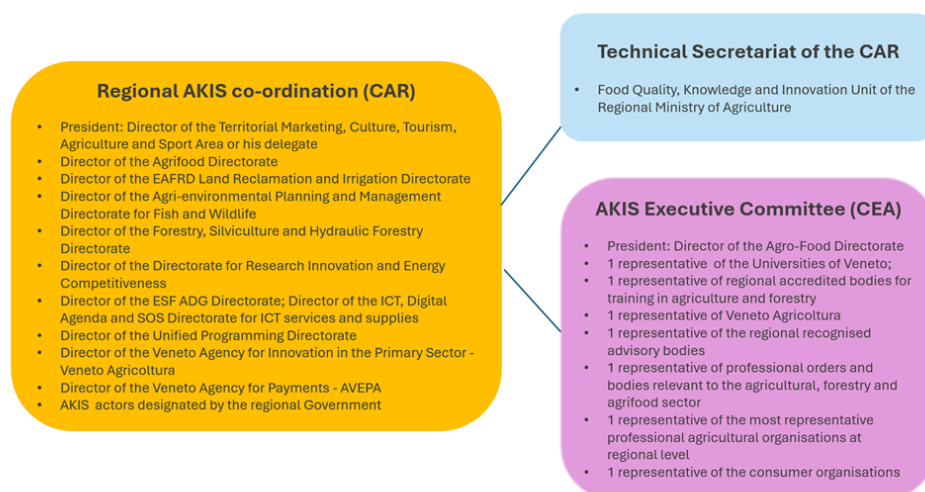 Regional AKIS co-ordination (CAR)
• President: Director of the Territorial Marketing, Culture, Tourism,
Agriculture and Sport Area or his delegate
• Director of the Agrifood Directorate
• Director of the EAFRD Land Reclamation and Irrigation Directorate
• Director of the Agri-environmental Planning and Management
Directorate for Fish and Wildlife
• Director of the Forestry, Silviculture and Hydraulic Forestry
Directorate
• Director of the Directorate for Research Innovation and Energy
Competitiveness
• Director of the ESF ADG Directorate; Director of the ICT, Digital
Agenda and SOS Directorate for ICT services and supplies
• Director of the Unified Programming Directorate
• Director of the Veneto Agency for Innovation in the Primary Sector -
Veneto Agricoltura
• Director of the Veneto Agency for Payments - AVEPA
• AKIS actors designated by the regional Government
Technical Secretariat of the CAR
• Food Quality, Knowledge and Innovation Unit of the
Regional Ministry of Agriculture
AKIS Executive Committee (CEA)
• President: Director of the Agro-Food Directorate
• 1 representative of the Universities of Veneto;
• 1 representative of regional accredited bodies for
training in agriculture and forestry
• 1 representative of Veneto Agricoltura
• 1 representative of the regional recognised
advisory bodies
• 1 representative of professional orders and
bodies relevant to the agricultural, forestry and
agrifood sector
• 1 representative of the most representative
professional agricultural organisations at
regional level
• 1 representative of the consumer organisations